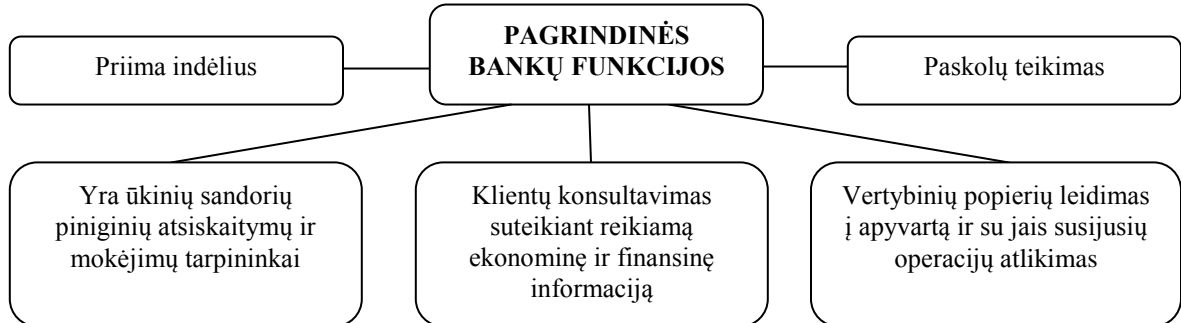 PAGRINDINĖS
BANKŲ FUNKCIJOS
Priima indėlius
Paskolų teikimas
Yra ūkinių sandorių
piniginių atsiskaitymų ir
mokėjimų tarpininkai
Klientų konsultavimas
suteikiant reikiamą
ekonominę ir finansinę
informaciją
Vertybinių popierių leidimas
į apyvartą ir su jais susijusių
operacijų atlikimas